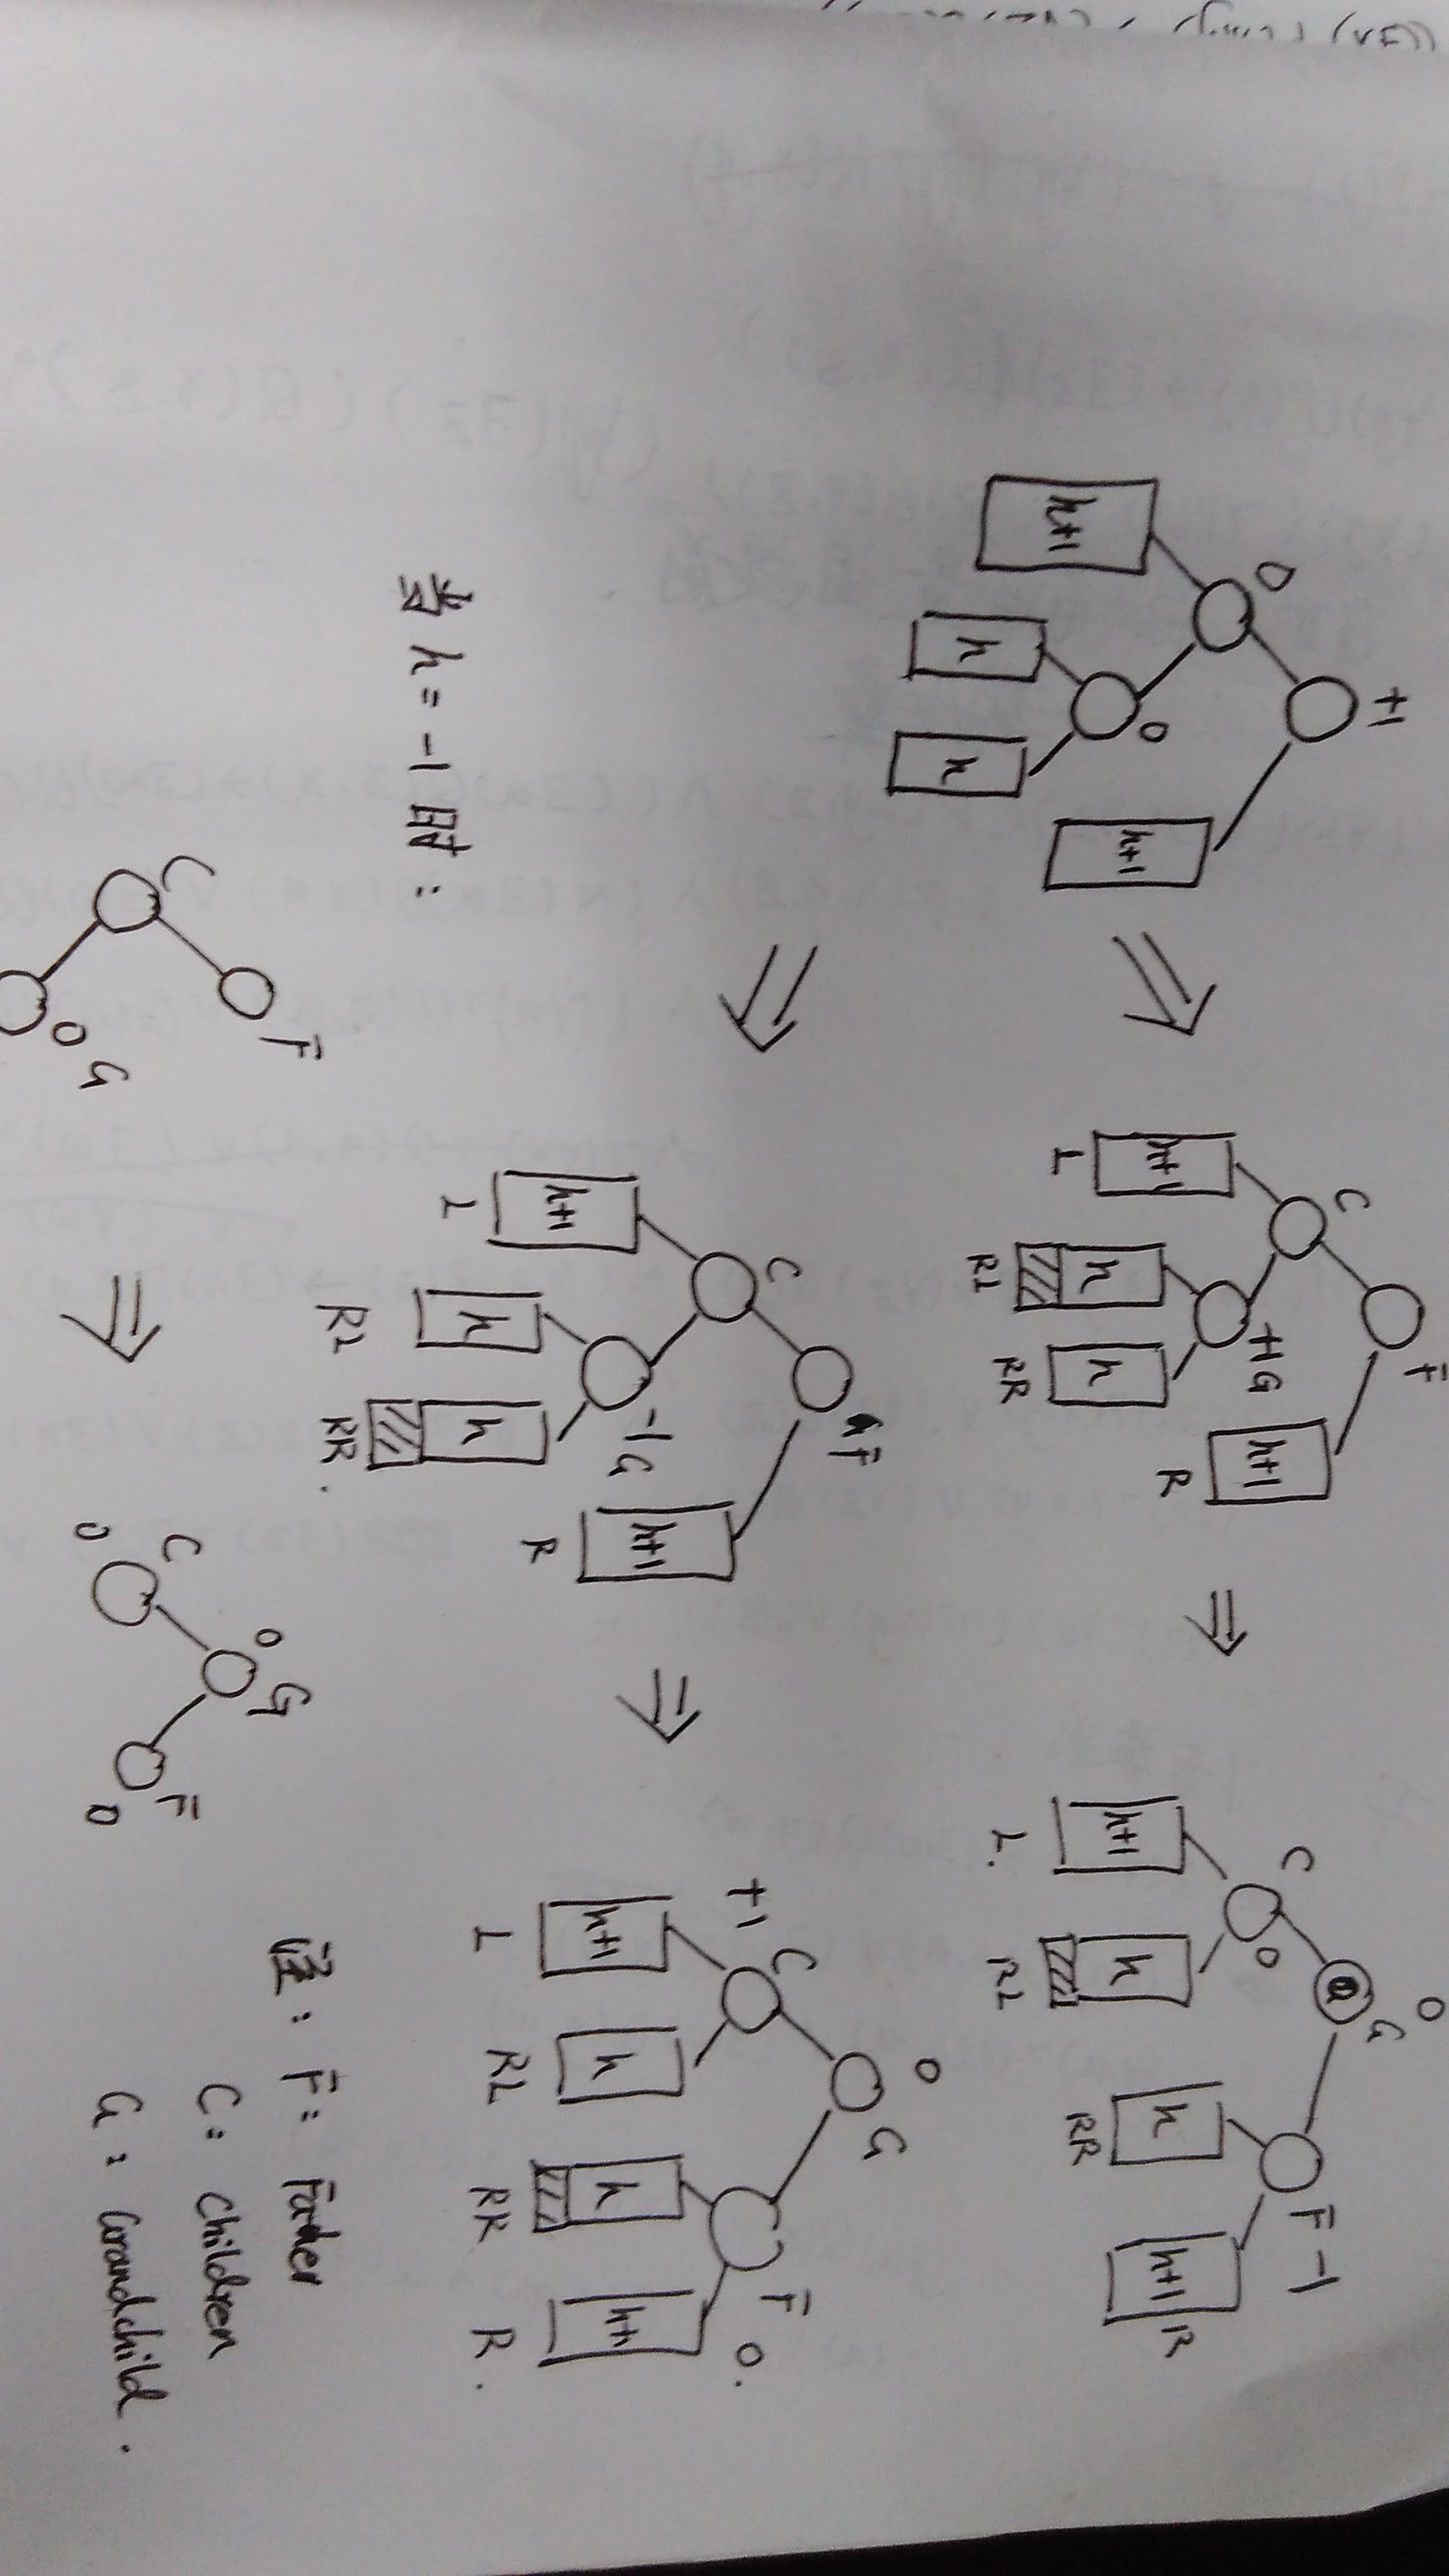 +1
0
0
h+1
h
h
h+1
F
C
+1 G
h+1
h
h
h+1
L
RL
RR
R
0
G
C
0
F -1
h+1
h
h
h+1
L.
RL
RR
R
F
C
-1 G
h+1
h
h
h+1
L
RL
RR.
R
0
G
+1 C
F 0.
h+1
h
h
h+1
L
RL
RR
R.
当 h = -1 时:
F
C
0 G
0 G
C
0
F
0
注: F: Father
C: Children
G: Grandchild.